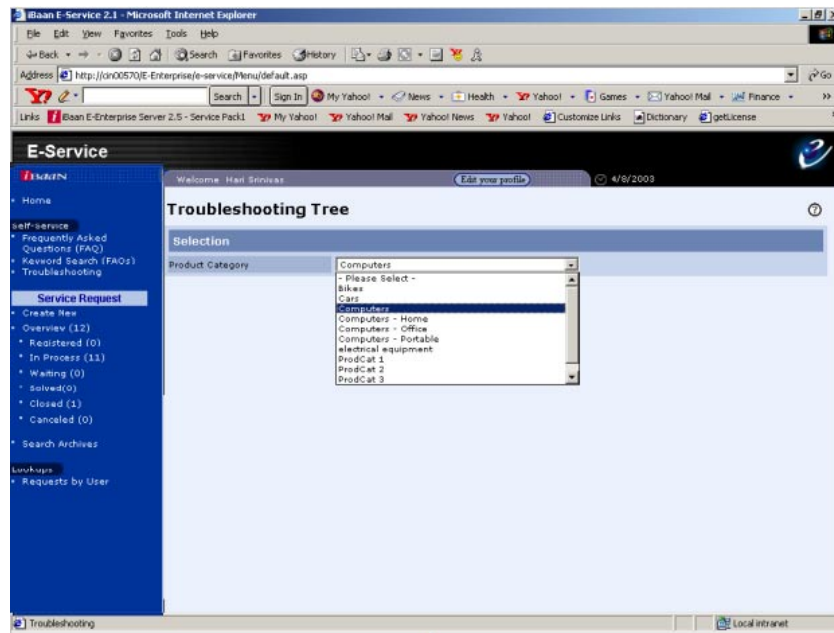 iBaan E-Service 2.1 - Microsoft Internet Explorer
File Edit View Favorites Tools Help
Back Search Favorites History
Address http://cin00570/E-Enterprise/e-service/Menu/default.asp Go
Y? Search Sign In My Yahoo! News Health Yahoo! Games Yahoo! Mail Finance »
Links iBaan E-Enterprise Server 2.5 - Service Pack1 My Yahoo! Yahoo! Mail Yahoo! News Yahoo! Customize Links Dictionary getLicense
E-Service
iBaan
Welcome Hari Srinivas Edit your profile 4/8/2003
Home
Troubleshooting Tree
Self-Service
Frequently Asked
Questions (FAQ)
Keyword Search (FAQs)
Troubleshooting
Selection
Product Category Computers
- Please Select -
Bikes
Cars
Computers
Computers - Home
Computers - Office
Computers - Portable
electrical equipment
ProdCat 1
ProdCat 2
ProdCat 3
Service Request
Create New
Overview (12)
Registered (0)
In Process (11)
Waiting (0)
Solved(0)
Closed (1)
Canceled (0)
Search Archives
Lookups
Requests by User
Troubleshooting Local intranet